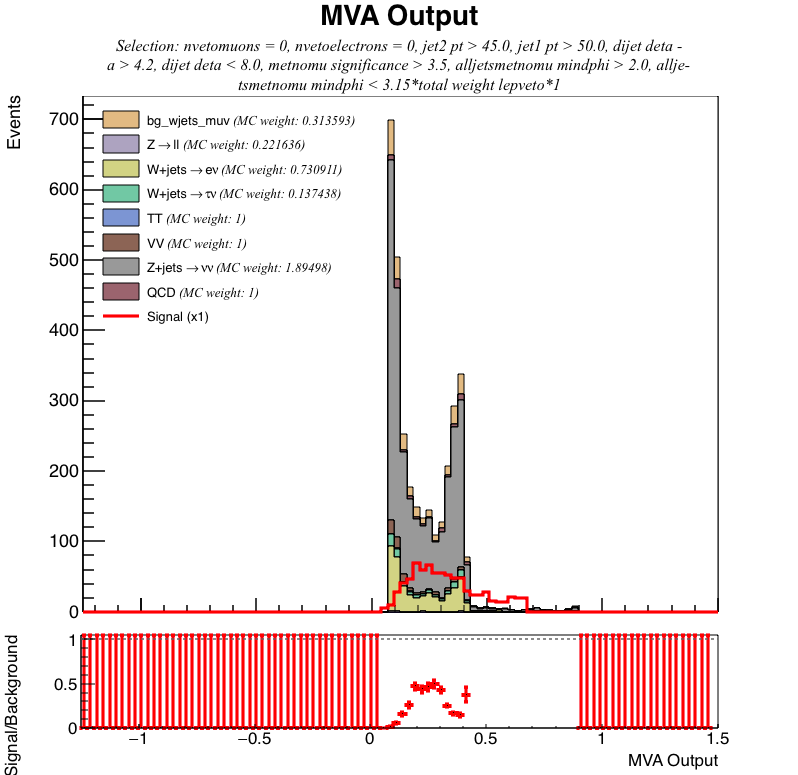 MVA Output
Selection: nvetomuons = 0, nvetoelectrons = 0, jet2 pt > 45.0, jet1 pt > 50.0, dijet deta -
a > 4.2, dijet deta < 8.0, metnomu significance > 3.5, alljetsmetnomu mindphi > 2.0, allje-
tsmetnomu mindphi < 3.15*total weight lepveto*1
Events
700
600
500
400
300
200
100
0
bg_wjets_muv (MC weight: 0.313593)
Z→ll (MC weight: 0.221636)
W+jets→eν (MC weight: 0.730911)
W+jets→τν (MC weight: 0.137438)
TT (MC weight: 1)
VV (MC weight: 1)
Z+jets→νν (MC weight: 1.89498)
QCD (MC weight: 1)
Signal (x1)
Signal/Background
1
0.5
0
−1 −0.5 0 0.5 1 1.5
MVA Output